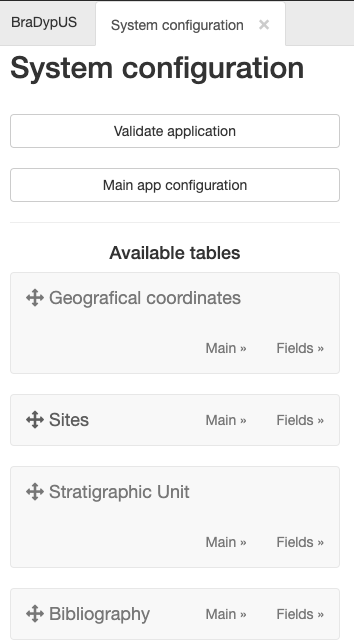 BraDypUS
System configuration ×
System configuration
Validate application
Main app configuration
Available tables
Geografical coordinates
Main » Fields »
Sites Main » Fields »
Stratigraphic Unit
Main » Fields »
Bibliography Main » Fields »